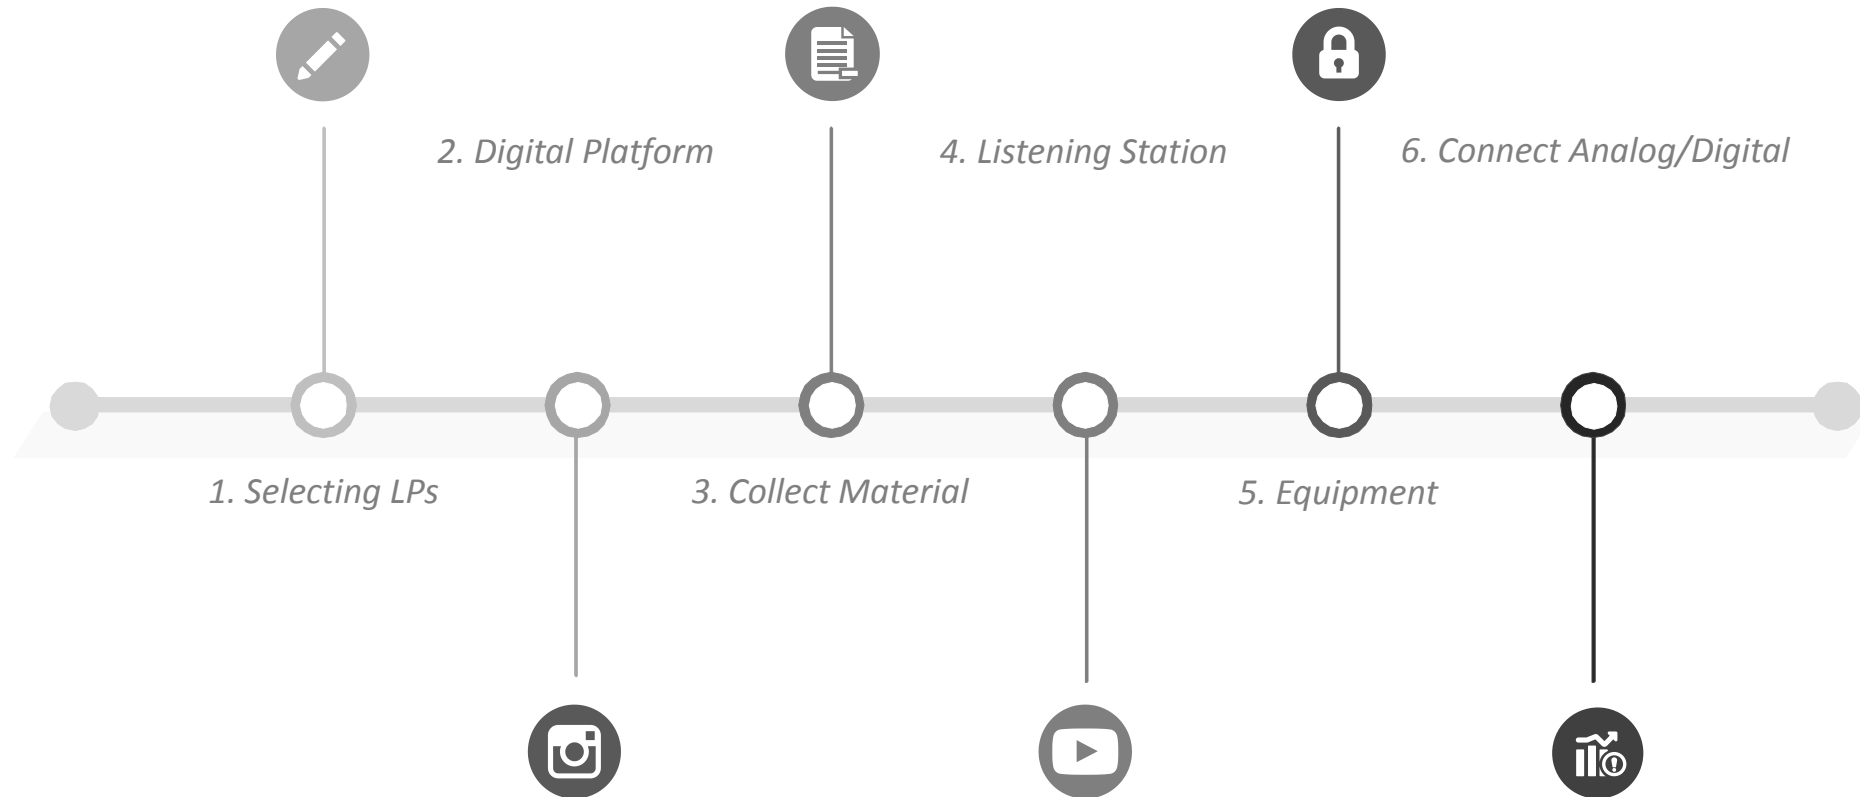 2. Digital Platform
4. Listening Station
6. Connect Analog/Digital
1. Selecting LPs
3. Collect Material
5. Equipment